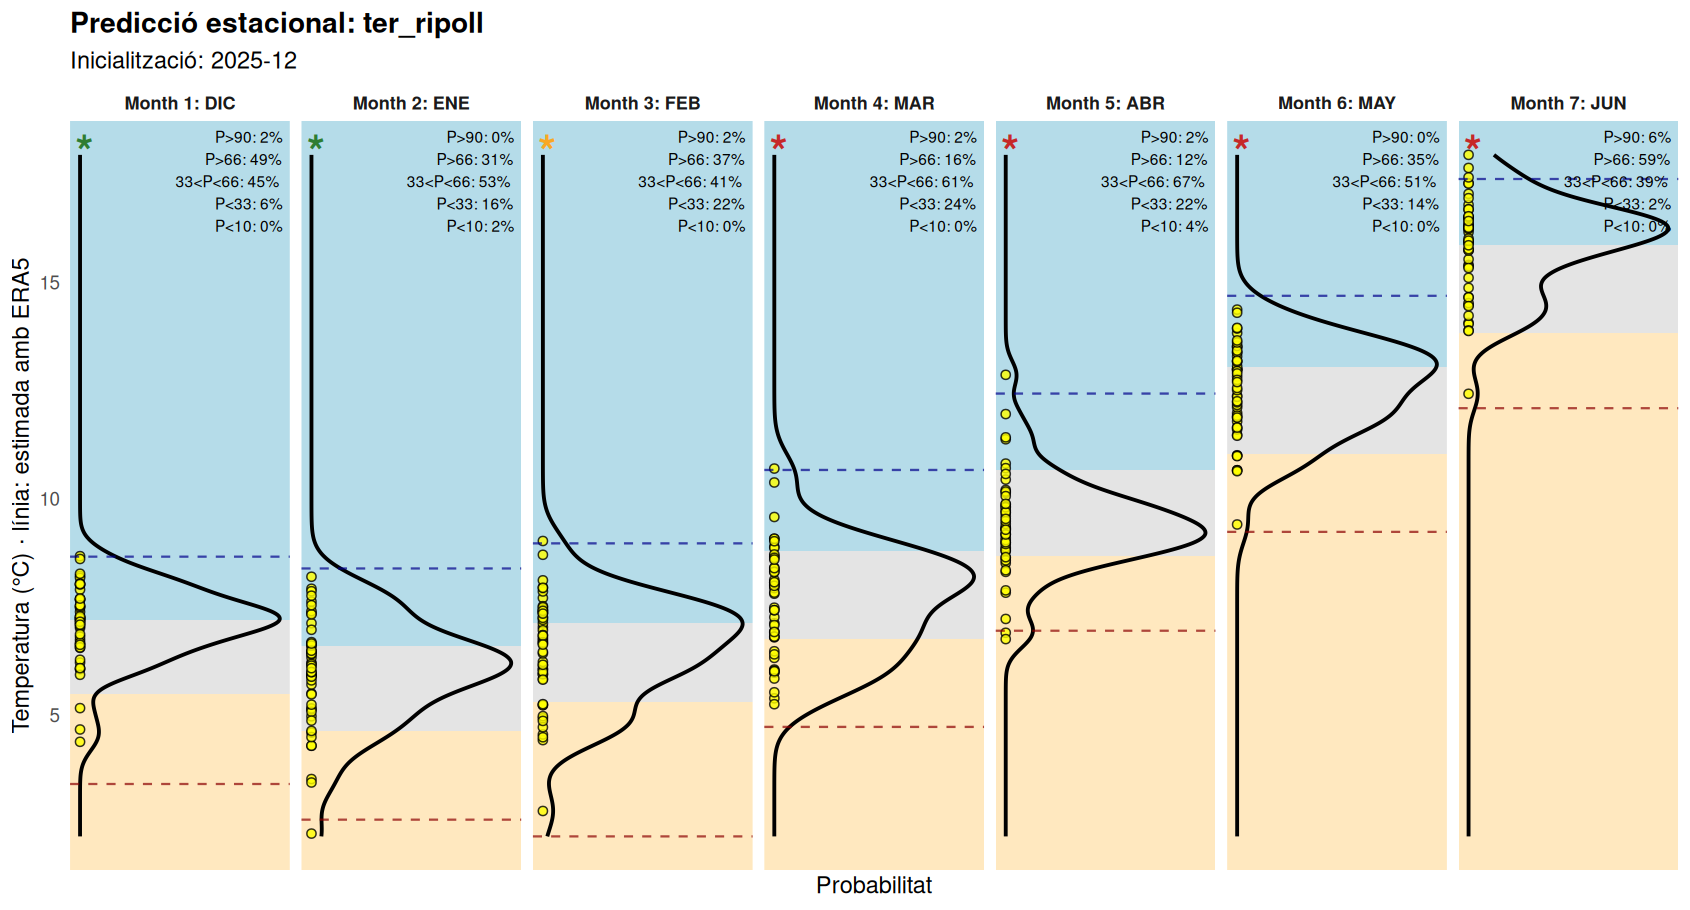 Predicció estacional: ter_ripoll
Inicialització: 2025-12
Month 1: DIC
P>90: 2%
P>66: 49%
33<P<66: 45%
P<33: 6%
P<10: 0%
Month 2: ENE
P>90: 0%
P>66: 31%
33<P<66: 53%
P<33: 16%
P<10: 2%
Month 3: FEB
P>90: 2%
P>66: 37%
33<P<66: 41%
P<33: 22%
P<10: 0%
Month 4: MAR
P>90: 2%
P>66: 16%
33<P<66: 61%
P<33: 24%
P<10: 0%
Month 5: ABR
P>90: 2%
P>66: 12%
33<P<66: 67%
P<33: 22%
P<10: 4%
Month 6: MAY
P>90: 0%
P>66: 35%
33<P<66: 51%
P<33: 14%
P<10: 0%
Month 7: JUN
P>90: 6%
P>66: 59%
33<P<66: 39%
P<33: 2%
P<10: 0%
Temperatura (°C) · línia: estimada amb ERA5
15
10
5
Probabilitat